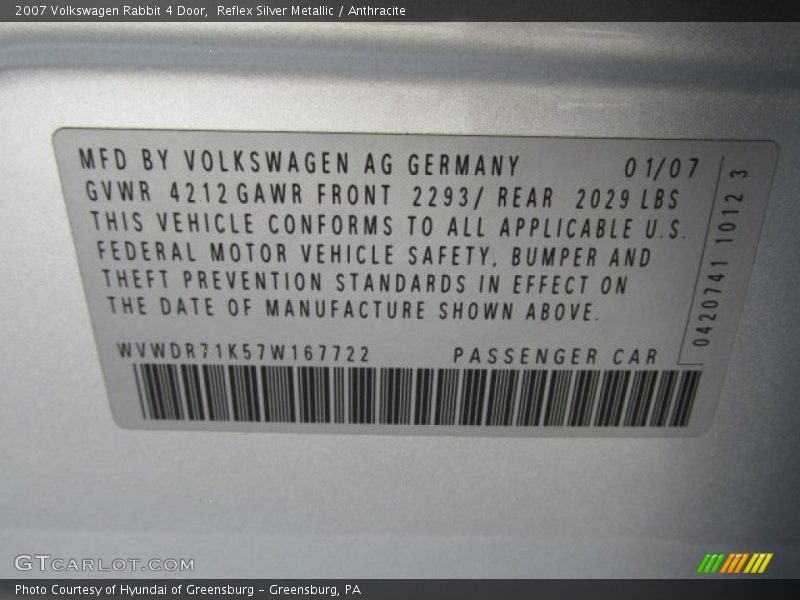 2007 Volkswagen Rabbit 4 Door,  Reflex Silver Metallic / Anthracite
MFD BY VOLKSWAGEN AG GERMANY 01/07
GVWR 4212 GAWR FRONT 2293/ REAR 2029 LBS
THIS VEHICLE CONFORMS TO ALL APPLICABLE U.S.
FEDERAL MOTOR VEHICLE SAFETY, BUMPER AND
THEFT PREVENTION STANDARDS IN EFFECT ON
THE DATE OF MANUFACTURE SHOWN ABOVE.
WVWDR71K57W167722 PASSENGER CAR
0420741 1012 3
GTCARLOT.COM
Photo Courtesy of Hyundai of Greensburg – Greensburg, PA